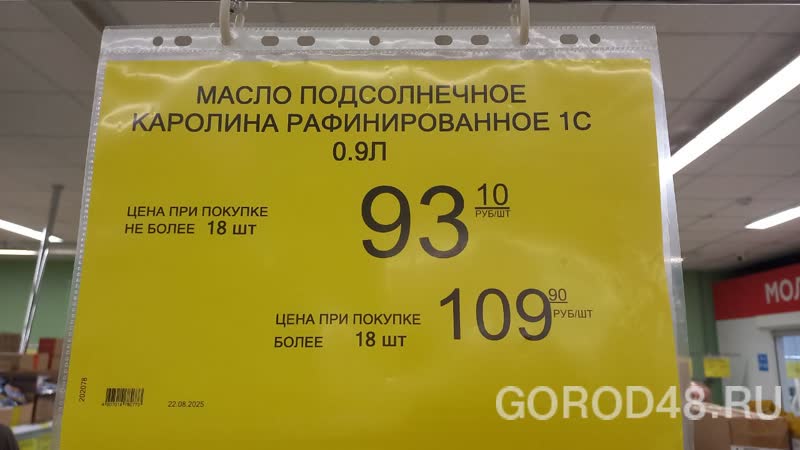 МАСЛО ПОДСОЛНЕЧНОЕ
КАРОЛИНА РАФИНИРОВАННОЕ 1С
0.9Л
ЦЕНА ПРИ ПОКУПКЕ
НЕ БОЛЕЕ 18 ШТ
93 10
РУБ/ШТ
ЦЕНА ПРИ ПОКУПКЕ
БОЛЕЕ 18 ШТ
109 90
РУБ/ШТ
202078
22.08.2025
МОЛ
GOROD48.RU